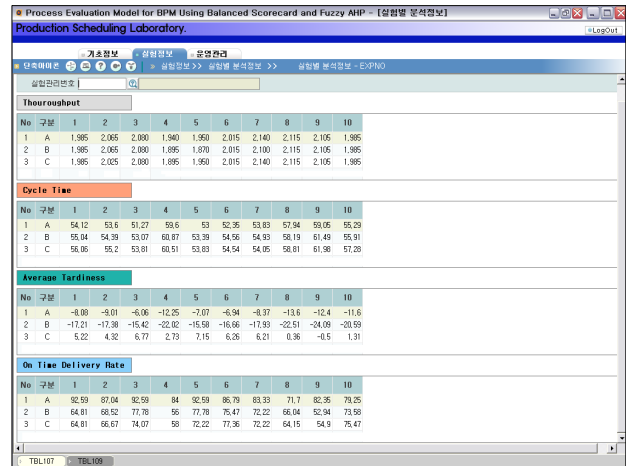 Process Evaluation Model for BPM Using Balanced Scorecard and Fuzzy AHP - [실험별 분석정보]
Production Scheduling Laboratory.
LogOut
기초정보 실험정보 운영관리
단축아이콘 실험정보 >> 실험별 분석정보 >> 실험별 분석정보 - EXPNO
실험관리번호
Thouroughput
No 구분 1 2 3 4 5 6 7 8 9 10
1 A 1,985 2,065 2,080 1,940 1,950 2,015 2,140 2,115 2,105 1,985
2 B 1,985 2,065 2,080 1,895 1,870 2,015 2,100 2,115 2,105 1,985
3 C 1,985 2,025 2,080 1,895 1,950 2,015 2,140 2,115 2,105 1,985
Cycle Time
No 구분 1 2 3 4 5 6 7 8 9 10
1 A 54,12 53,6 51,27 59,6 53 52,35 53,83 57,94 59,05 55,29
2 B 55,04 54,39 53,07 60,87 53,39 54,56 54,93 58,19 61,49 55,91
3 C 56,06 55,2 53,81 60,51 53,83 54,54 54,05 58,81 61,98 57,28
Average Tardiness
No 구분 1 2 3 4 5 6 7 8 9 10
1 A -8,08 -9,01 -6,06 -12,25 -7,07 -6,94 -8,37 -13,6 -12,4 -11,6
2 B -17,21 -17,38 -15,42 -22,02 -15,58 -16,66 -17,93 -22,51 -24,09 -20,59
3 C 5,22 4,32 6,77 2,73 7,15 6,26 6,21 0,36 -0,5 1,31
On Time Delivery Rate
No 구분 1 2 3 4 5 6 7 8 9 10
1 A 92,59 87,04 92,59 84 92,59 86,79 83,33 71,7 82,35 79,25
2 B 64,81 68,52 77,78 56 77,78 75,47 72,22 66,04 52,94 73,58
3 C 64,81 66,67 74,07 58 72,22 77,36 72,22 64,15 54,9 75,47
TBL107 TBL109